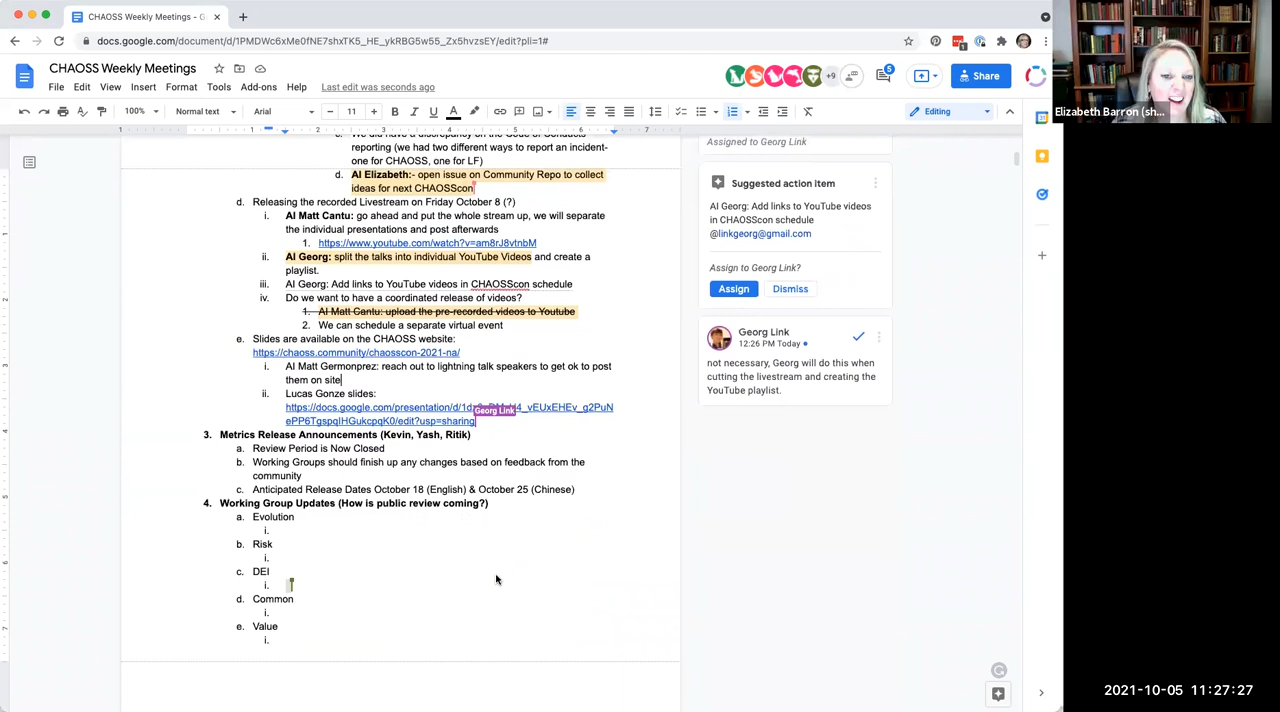 CHAOSS Weekly Meetings - G
docs.google.com/document/d/1PMDWc6xMe0fNE7shxTK5_HE_ykRBG5w55_Zx5hvzsEY/edit?pli=1#
CHAOSS Weekly Meetings
File Edit View Insert Format Tools Add-ons Help Last edit was seconds ago
+9
5
Share
100% Normal text Arial 11 Editing
1 1 2 3 4 5 6 7
reporting (we had two different ways to report an incident-
one for CHAOSS, one for LF)
d. AI Elizabeth:- open issue on Community Repo to collect
ideas for next CHAOSScon
d. Releasing the recorded Livestream on Friday October 8 (?)
i. AI Matt Cantu: go ahead and put the whole stream up, we will separate
the individual presentations and post afterwards
1. https://www.youtube.com/watch?v=am8rJ8vtnbM
ii. AI Georg: split the talks into individual YouTube Videos and create a
playlist.
iii. AI Georg: Add links to YouTube videos in CHAOSScon schedule
iv. Do we want to have a coordinated release of videos?
1. AI Matt Cantu: upload the pre-recorded videos to Youtube
2. We can schedule a separate virtual event
e. Slides are available on the CHAOSS website:
https://chaoss.community/chaosscon-2021-na/
i. AI Matt Germonprez: reach out to lightning talk speakers to get ok to post
them on site
ii. Lucas Gonze slides:
Georg Link
3. Metrics Release Announcements (Kevin, Yash, Ritik)
a. Review Period is Now Closed
b. Working Groups should finish up any changes based on feedback from the
community
c. Anticipated Release Dates October 18 (English) & October 25 (Chinese)
4. Working Group Updates (How is public review coming?)
a. Evolution
i.
b. Risk
i.
c. DEI
i.
d. Common
i.
e. Value
i.
Assigned to Georg Link
Suggested action item
AI Georg: Add links to YouTube videos
in CHAOSScon schedule
@linkgeorg@gmail.com
Assign to Georg Link?
Assign Dismiss
Georg Link
12:26 PM Today
not necessary, Georg will do this when
cutting the livestream and creating the
YouTube playlist.
Elizabeth Barron (sh...
2021-10-05 11:27:27